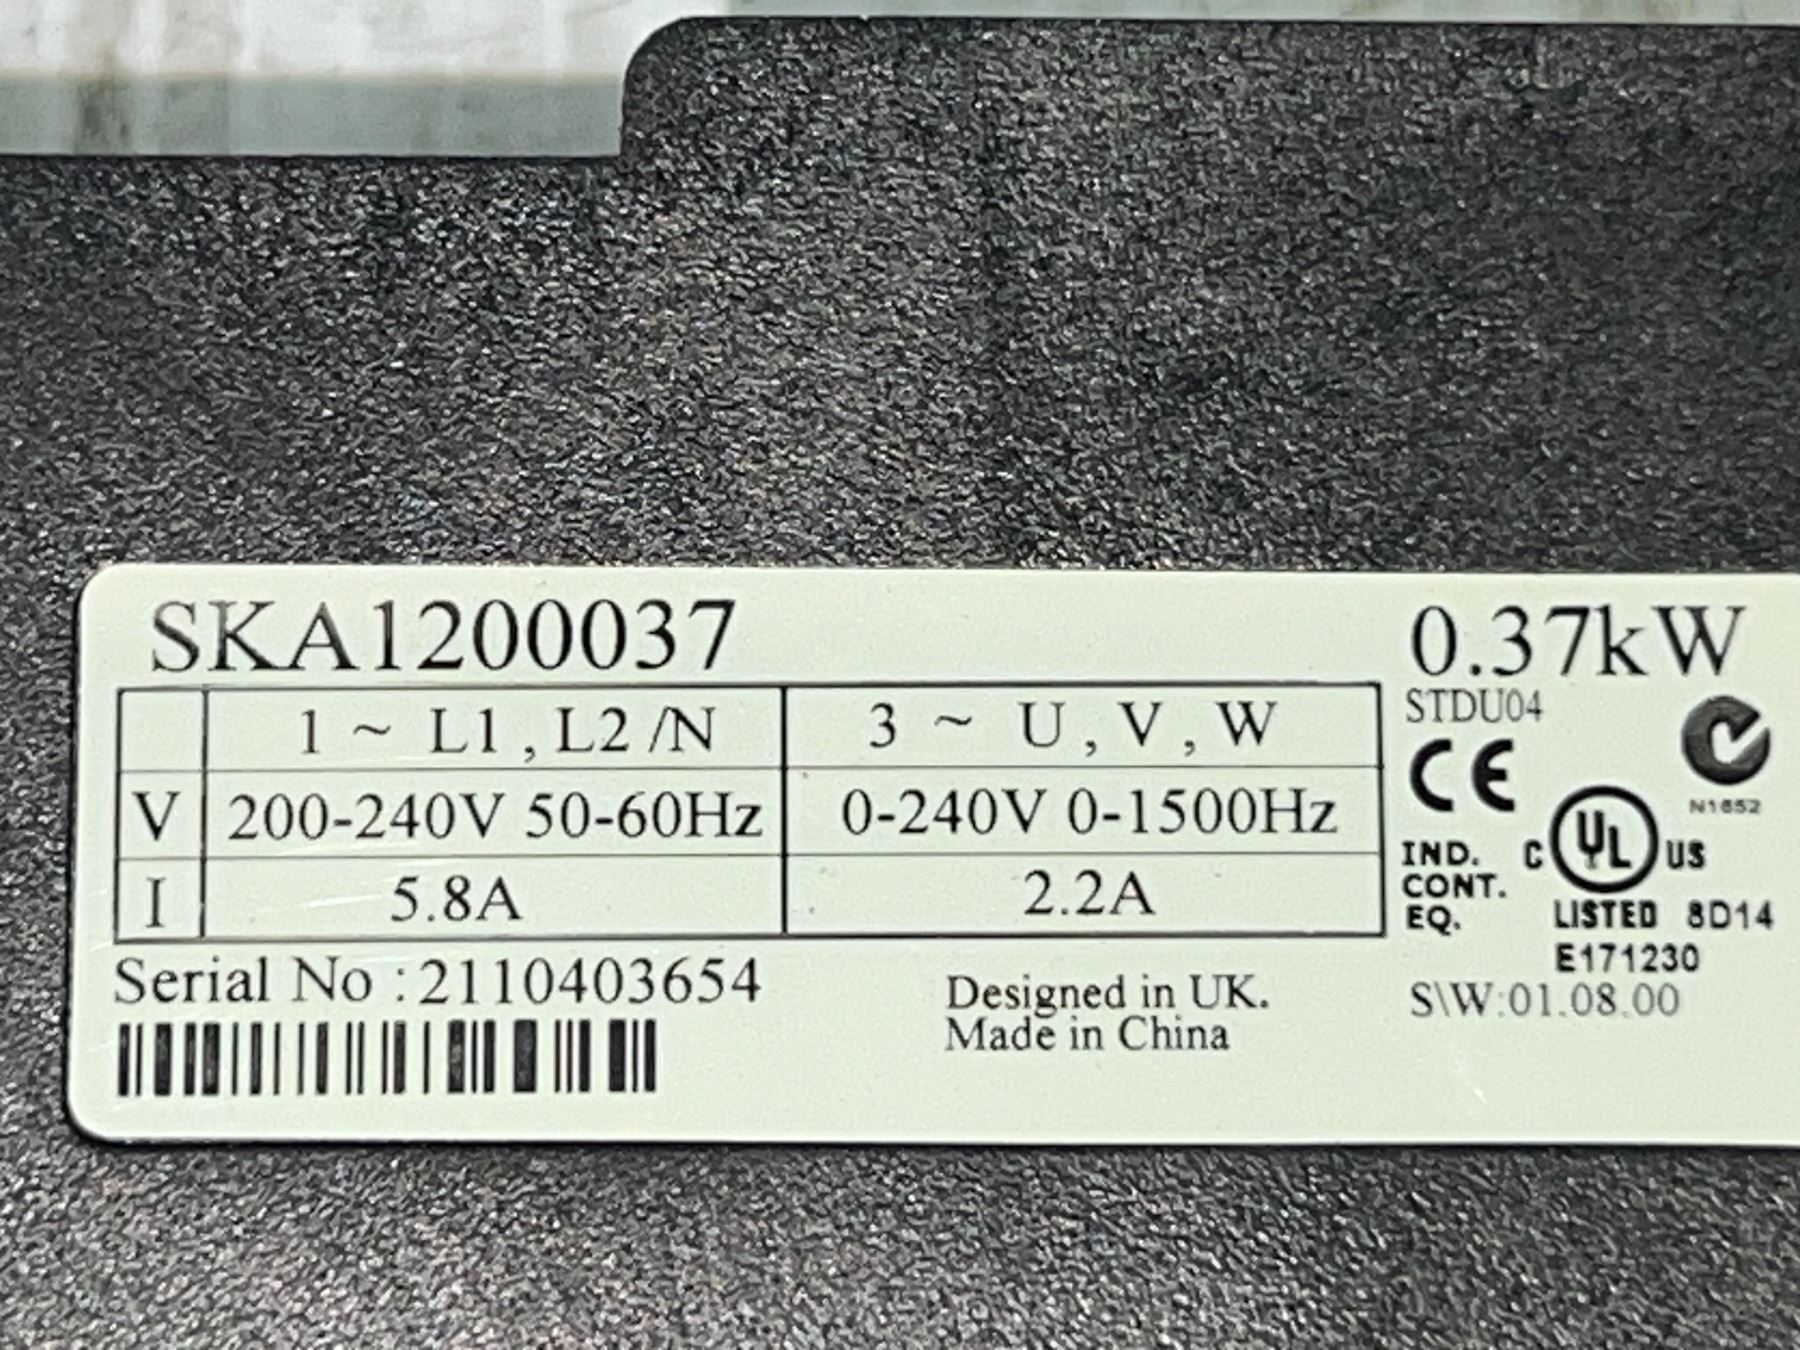 SKA1200037
0.37kW
STDU04
1 ~ L1 , L2 /N
3 ~ U , V , W
V
200-240V 50-60Hz
0-240V 0-1500Hz
I
5.8A
2.2A
CE
N1652
IND.
CONT.
EQ.
C UL US
LISTED 8D14
E171230
S\W:01.08.00
Serial No :2110403654
Designed in UK.
Made in China